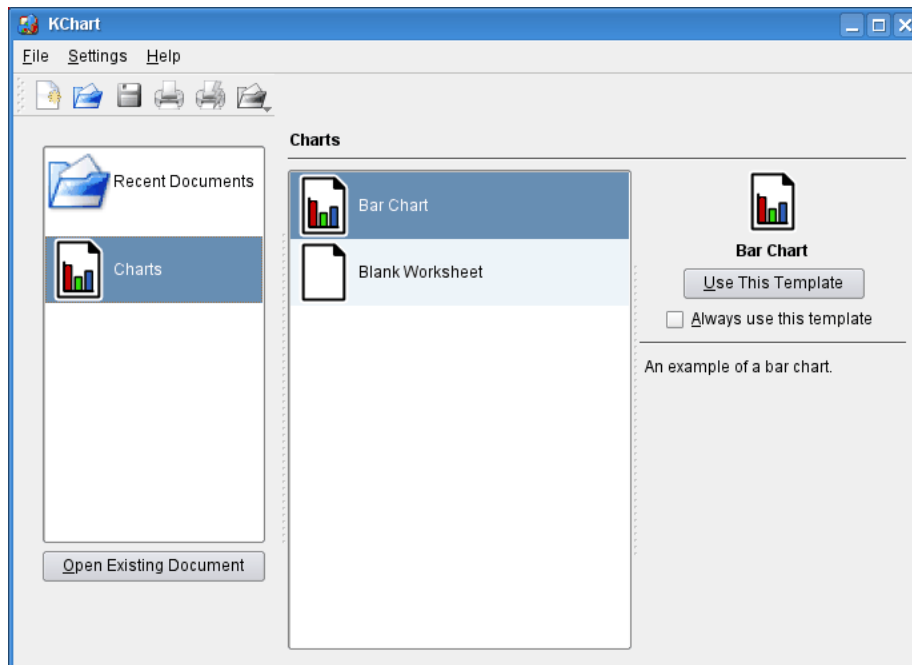 KChart
File Settings Help
Charts
Recent Documents
Charts
Open Existing Document
Bar Chart
Blank Worksheet
Bar Chart
Use This Template
Always use this template
An example of a bar chart.